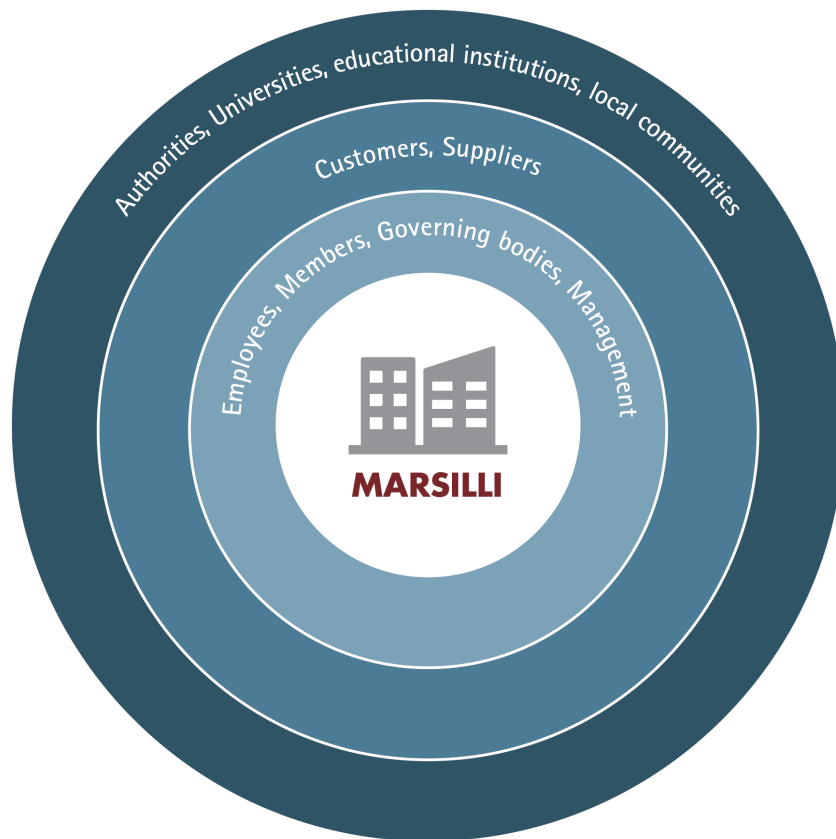 Authorities, Universities, educational institutions, local communities
Customers, Suppliers
Employees, Members, Governing bodies, Management
MARSILLI